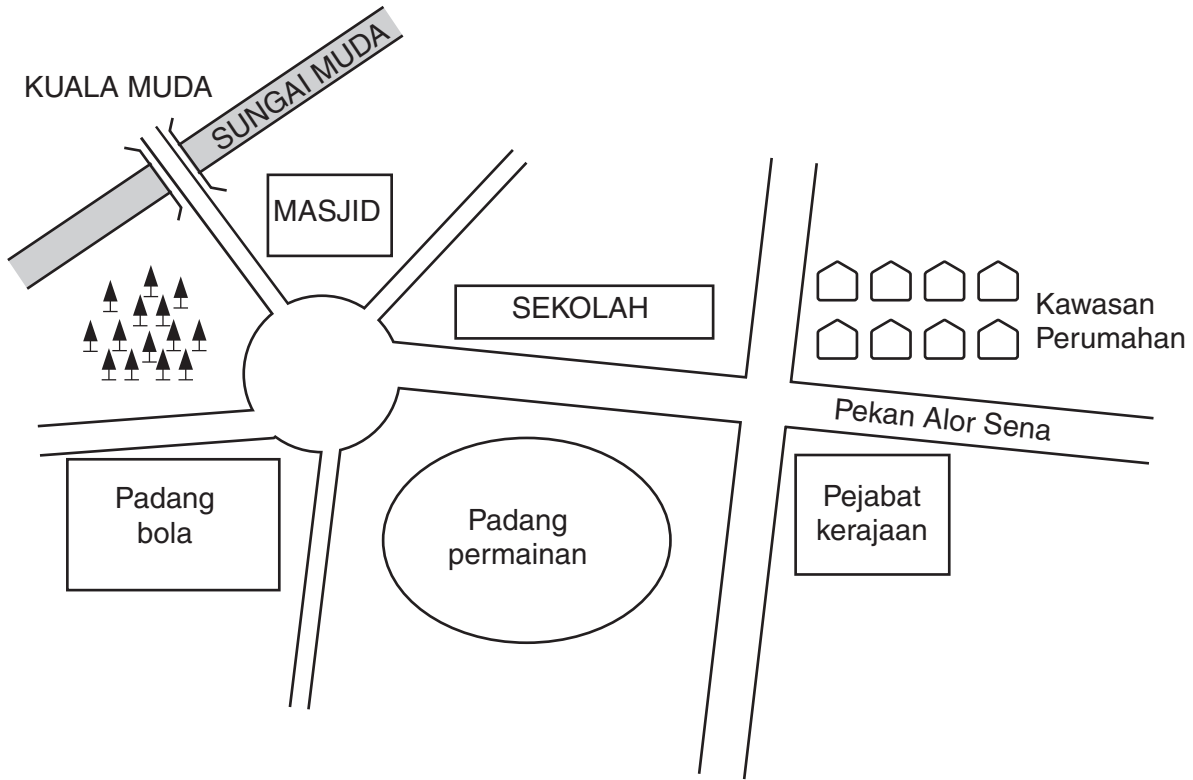 KUALA MUDA
SUNGAI MUDA
MASJID
SEKOLAH
Kawasan
Perumahan
Pekan Alor Sena
Padang
bola
Padang
permainan
Pejabat
kerajaan